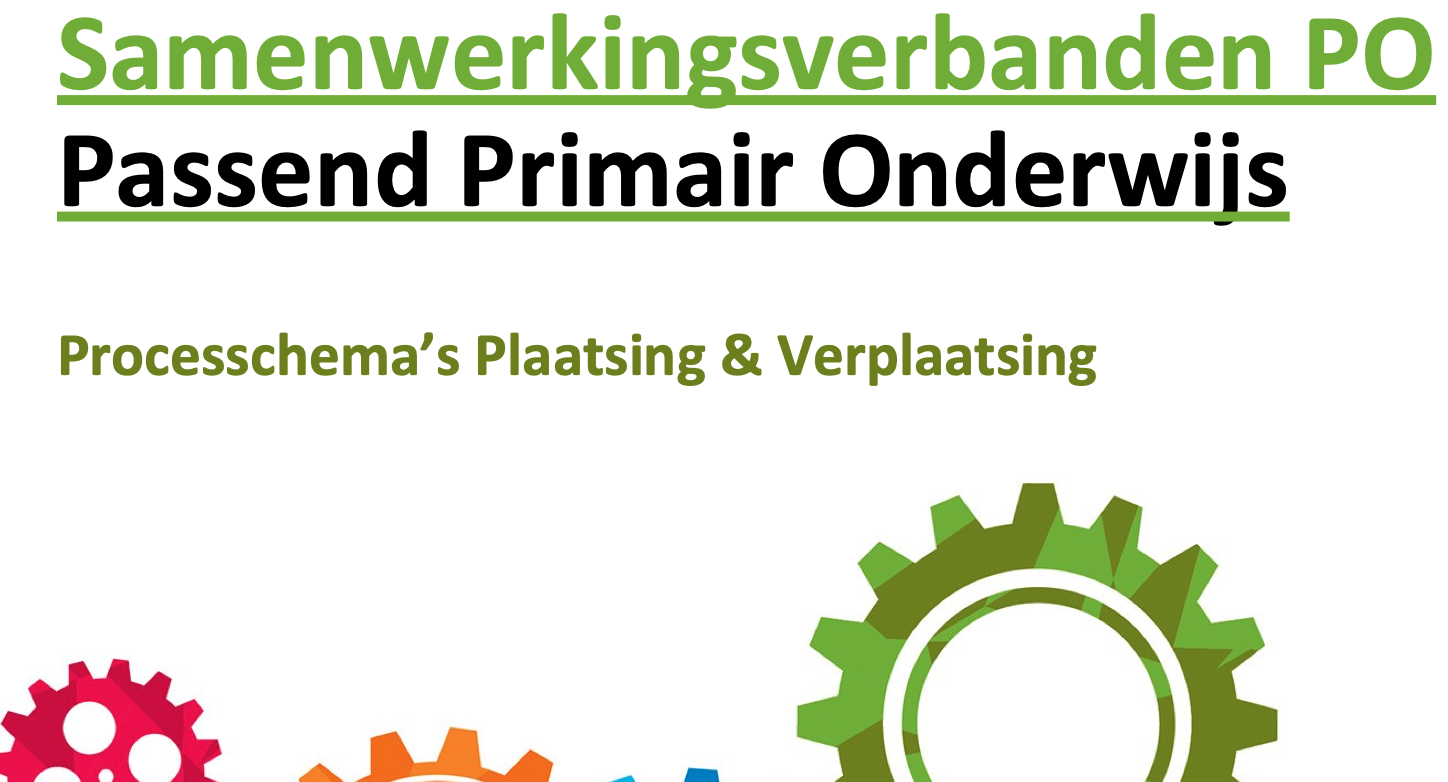 Samenwerkingsverbanden PO
Passend Primair Onderwijs
Processchema’s Plaatsing & Verplaatsing